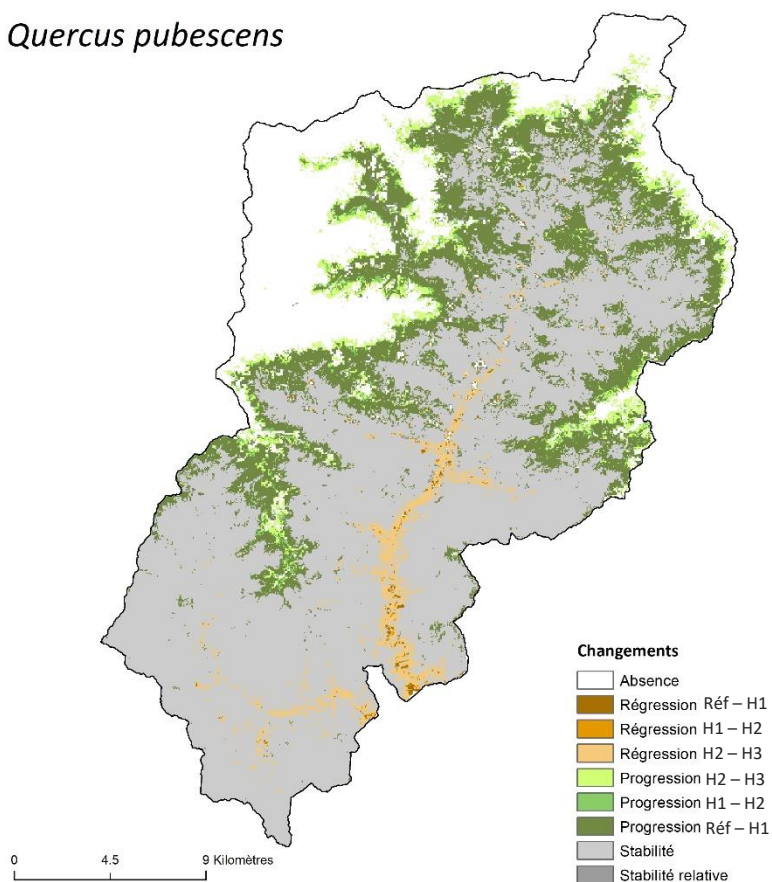 Quercus pubescens
Changements
Absence
Régression Réf – H1
Régression H1 – H2
Régression H2 – H3
Progression H2 – H3
Progression H1 – H2
Progression Réf – H1
Stabilité
Stabilité relative
0 4.5 9 Kilomètres